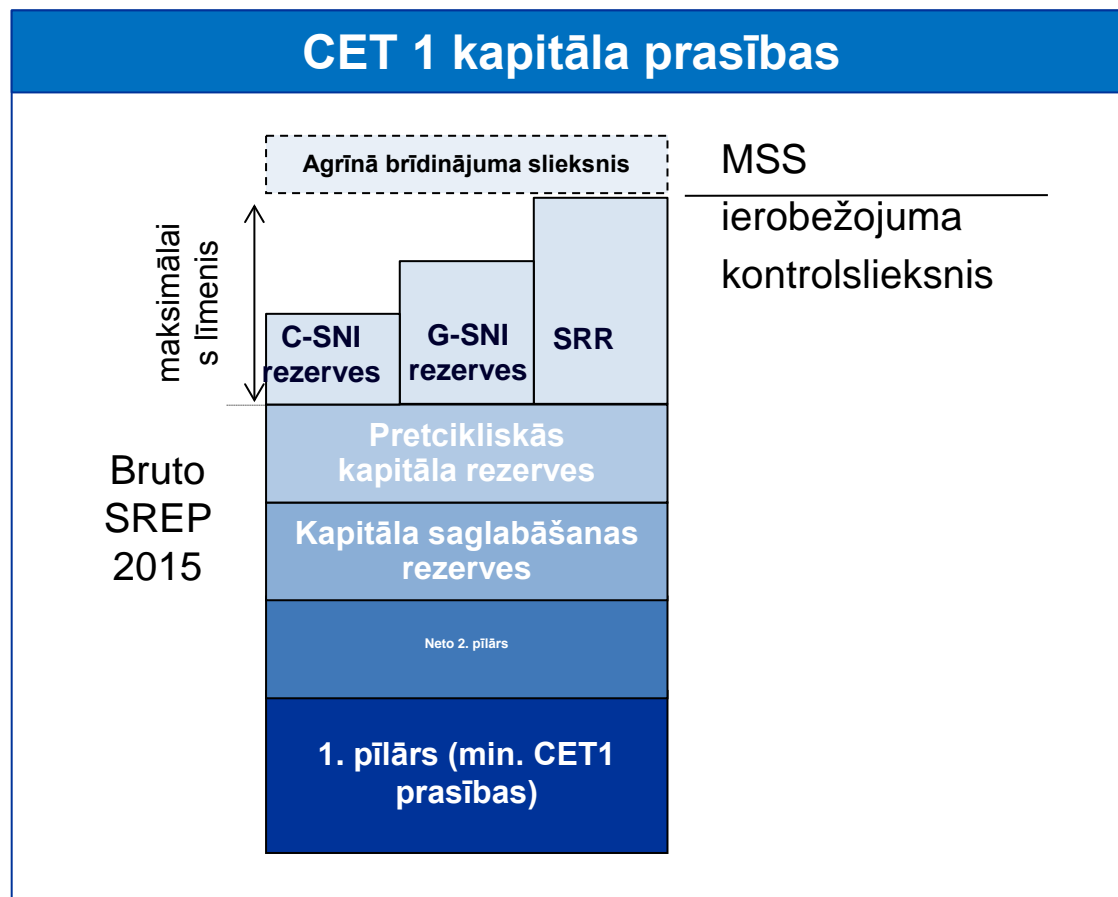 CET 1 kapitāla prasības
Agrīnā brīdinājuma slieksnis
MSS
ierobežojuma
kontrolslieksnis
maksimālai
s līmenis
C-SNI
rezerves
G-SNI
rezerves
SRR
Pretcikliskās
kapitāla rezerves
Bruto
SREP
2015
Kapitāla saglabāšanas
rezerves
Neto 2. pīlārs
1. pīlārs (min. CET1
prasības)